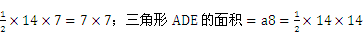 ½ × 14 × 7 = 7 × 7；三角形 ADE 的面积 = a8 = ½ × 14 × 14